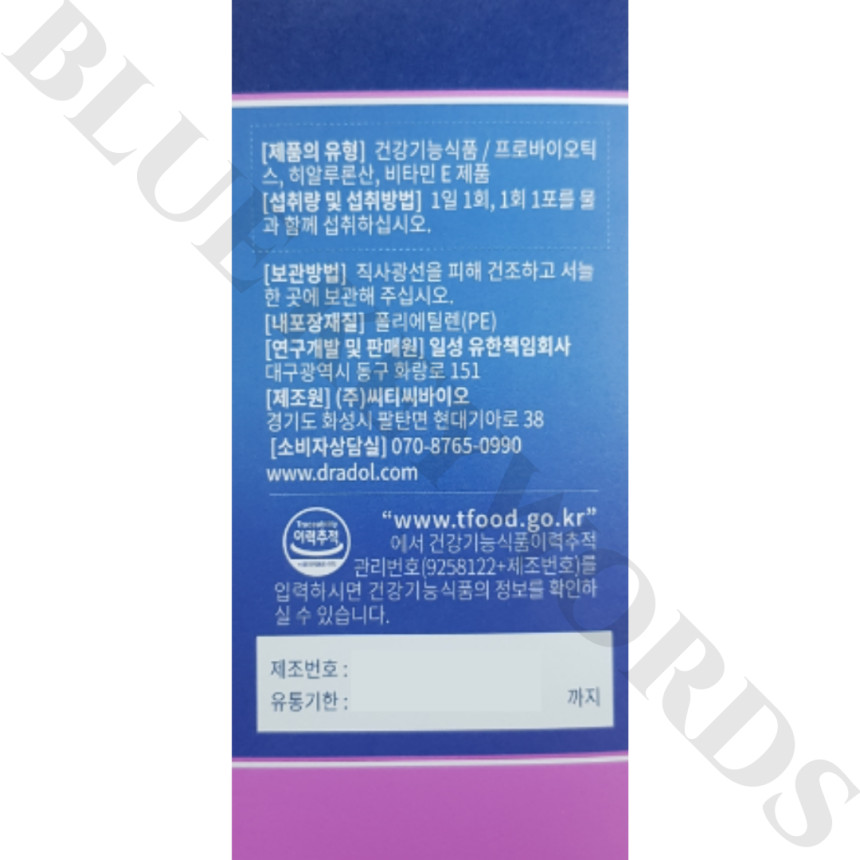 [제품의 유형] 건강기능식품 / 프로바이오틱
스, 히알루론산, 비타민 E 제품
[섭취량 및 섭취방법] 1일 1회, 1회 1포를 물
과 함께 섭취하십시오.
[보관방법] 직사광선을 피해 건조하고 서늘
한 곳에 보관해 주십시오.
[내포장재질] 폴리에틸렌(PE)
[연구개발 및 판매원] 일성 유한책임회사
대구광역시 동구 화랑로 151
[제조원] (주)씨티씨바이오
경기도 화성시 팔탄면 현대기아로 38
[소비자상담실] 070-8765-0990
www.dradol.com
Traceability
이력추적
“www.tfood.go.kr”
에서 건강기능식품이력추적
관리번호(9258122+제조번호)를
입력하시면 건강기능식품의 정보를 확인하
실 수 있습니다.
제조번호 :
유통기한 : 까지